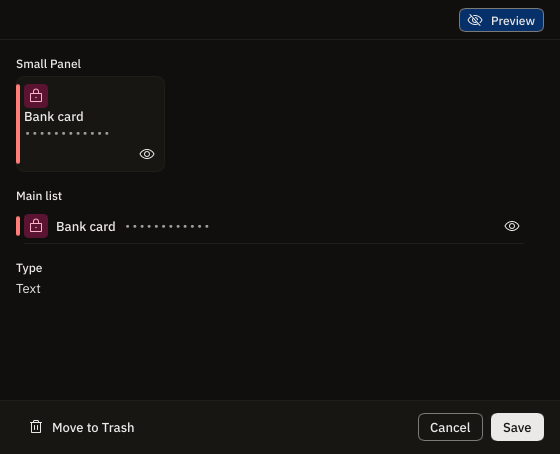 Preview
Small Panel
Bank card
••••••••••••
Main list
Bank card ••••••••••••
Type
Text
Move to Trash
Cancel
Save